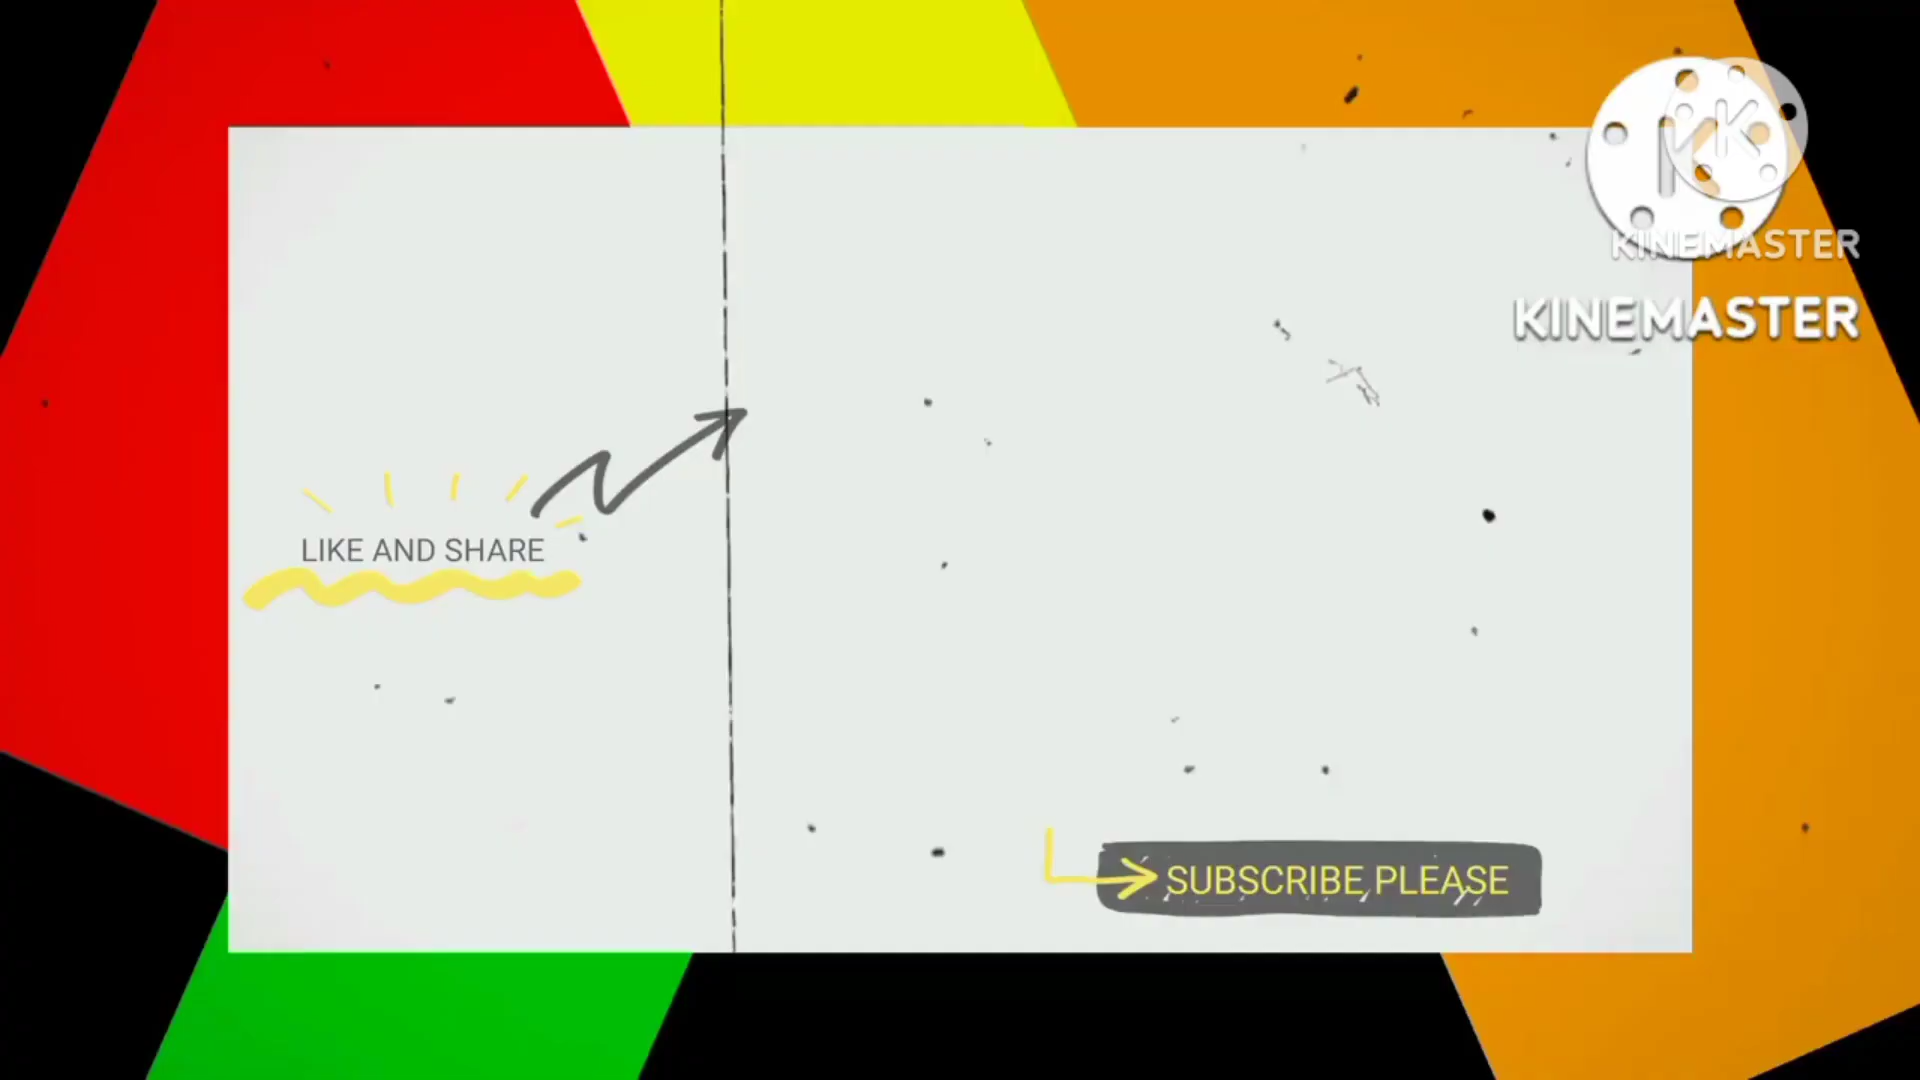 K
K
KINEMASTER
KINEMASTER
LIKE AND SHARE
SUBSCRIBE PLEASE